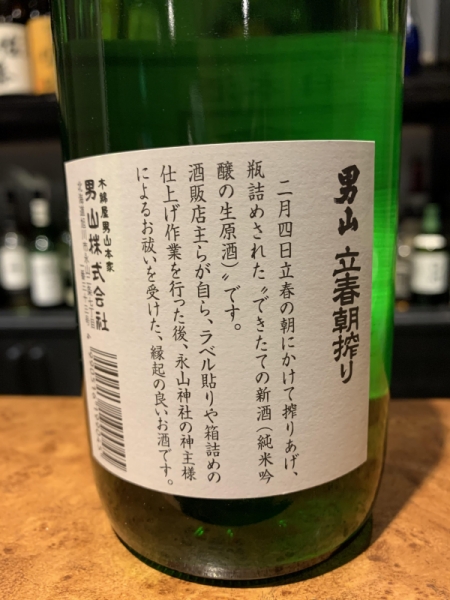 男山 立春朝搾り
二月四日立春の朝にかけて搾りあげ、
瓶詰めされた〝できたての新酒（純米吟
醸の生原酒）〟です。
酒販店主らが自ら、ラベル貼りや箱詰めの
仕上げ作業を行った後、永山神社の神主様
によるお祓いを受けた、縁起の良いお酒です。
木綿屋男山本家
男山株式会社